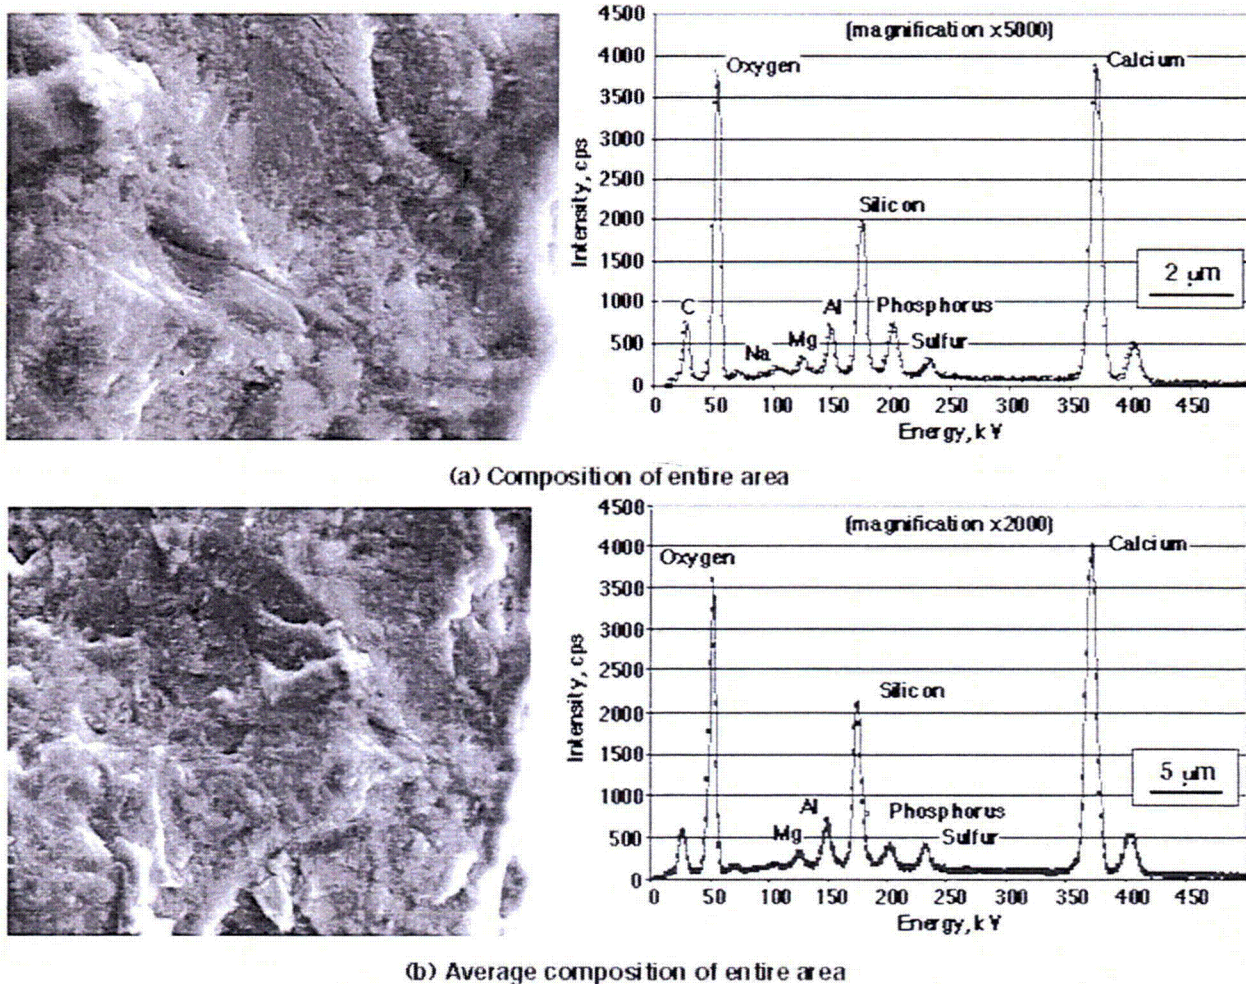 4500
(magnification x5000)
4000
Oxygen
Calcium
3500
3000
2500
Silicon
2000
1500
2 µm
1000
C
Al
Phosphorus
500
Na
Mg
Sulfur
0
0 50 100 150 200 250 300 350 400 450
Intensity, cps
Energy, kV
(a) Composition of entire area
4500
(magnification x2000)
4000
Oxygen
Calcium
3500
3000
2500
Silicon
2000
1500
5 µm
1000
Al
Phosphorus
500
Mg
Sulfur
0
0 50 100 150 200 250 300 350 400 450
Intensity, cps
Energy, kV
(b) Average composition of entire area